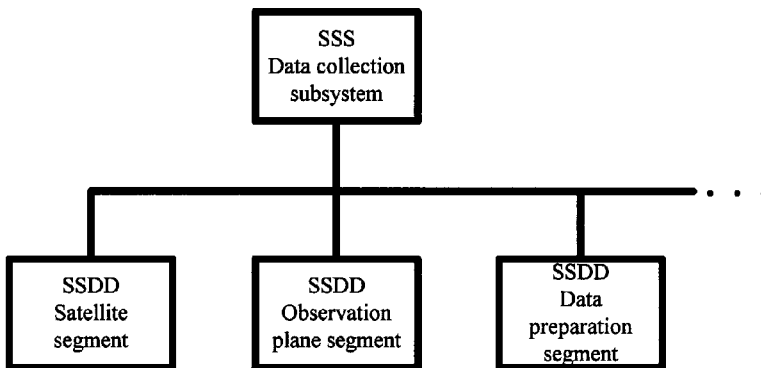 SSS
Data collection
subsystem
SSDD
Satellite
segment
SSDD
Observation
plane segment
SSDD
Data
preparation
segment
. . .